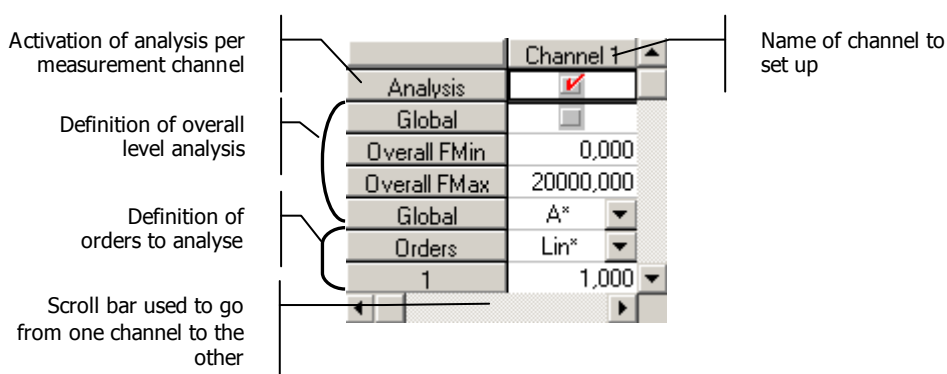 Activation of analysis per
measurement channel
Definition of overall
level analysis
Definition of
orders to analyse
Scroll bar used to go
from one channel to the
other
Channel 1
Analysis
Global
Overall FMin 0,000
Overall FMax 20000,000
Global A*
Orders Lin*
1 1,000
Name of channel to
set up